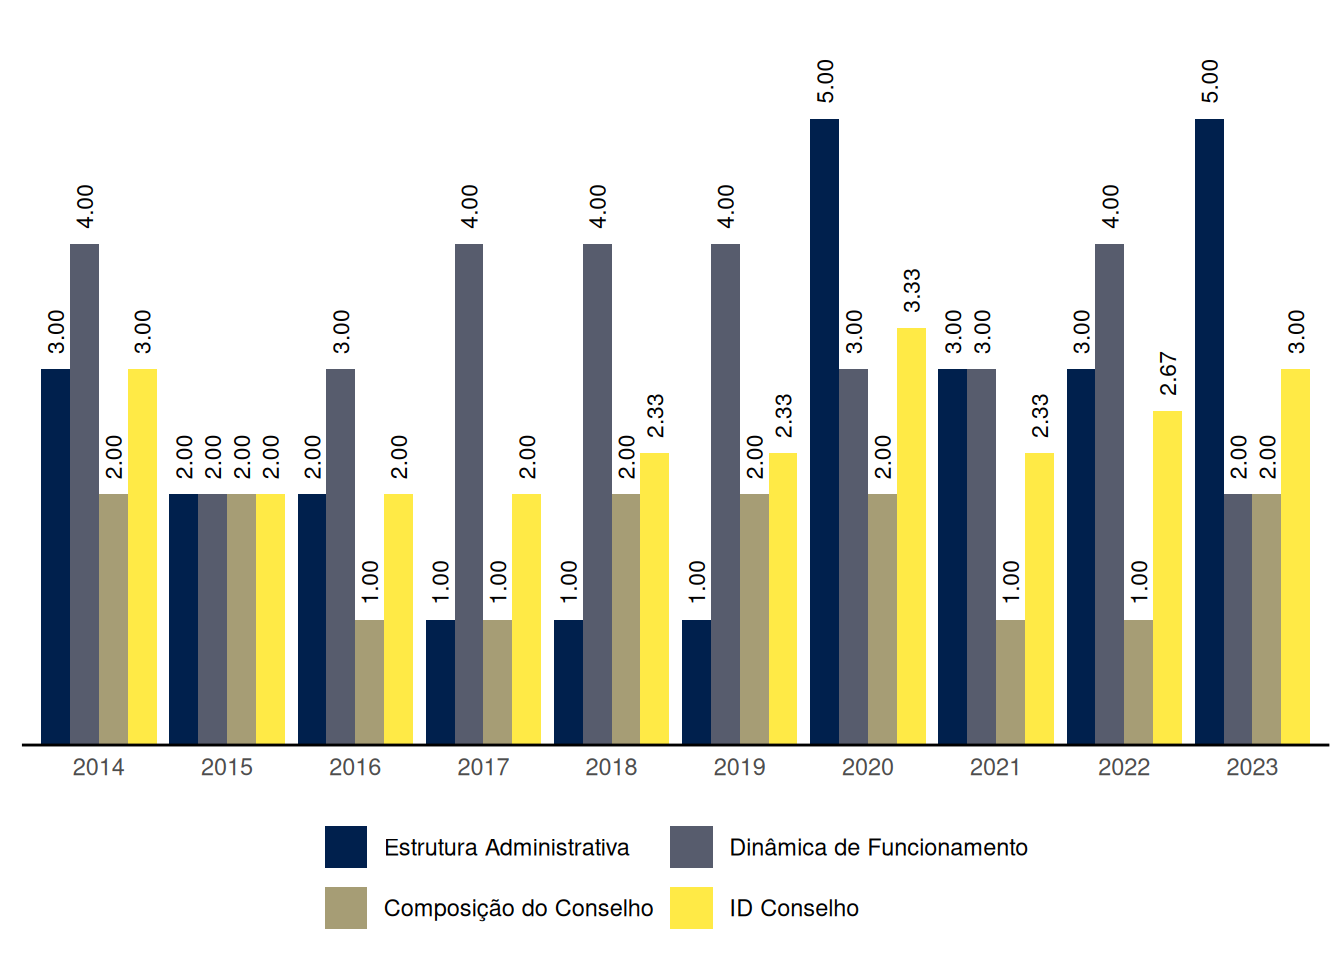 3.00 4.00 2.00 3.00
2.00 2.00 2.00 2.00
2.00 3.00 1.00 2.00
1.00 4.00 1.00 2.00
1.00 4.00 2.00 2.33
1.00 4.00 2.00 2.33
5.00 3.00 2.00 3.33
3.00 3.00 1.00 2.33
3.00 4.00 1.00 2.67
5.00 2.00 2.00 3.00
2014 2015 2016 2017 2018 2019 2020 2021 2022 2023
Estrutura Administrativa Dinâmica de Funcionamento
Composição do Conselho ID Conselho